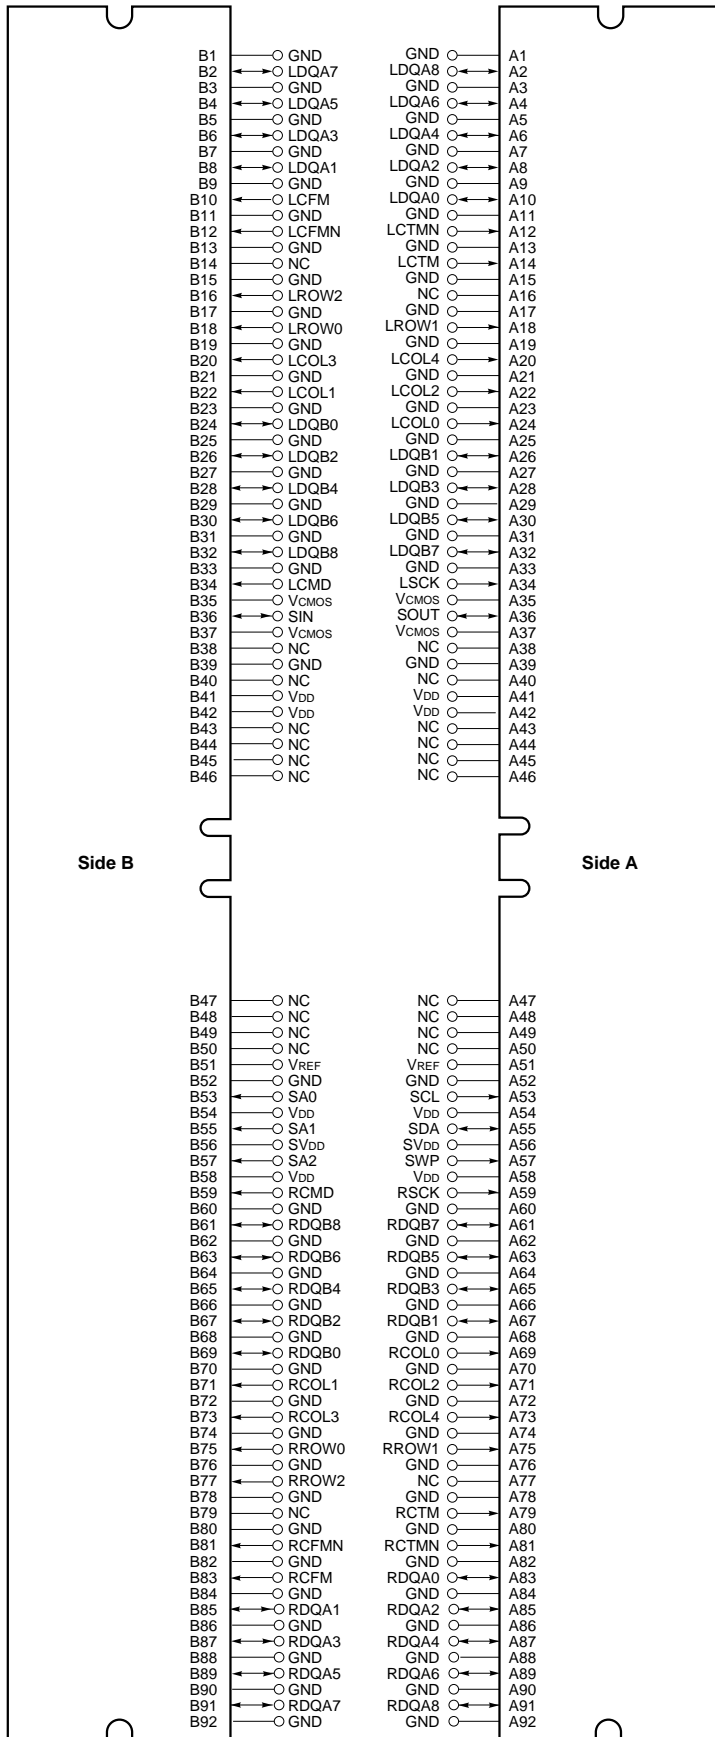 B1 GND GND A1
B2 LDQA7 LDQA8 A2
B3 GND GND A3
B4 LDQA5 LDQA6 A4
B5 GND GND A5
B6 LDQA3 LDQA4 A6
B7 GND GND A7
B8 LDQA1 LDQA2 A8
B9 GND GND A9
B10 LCFM LDQA0 A10
B11 GND GND A11
B12 LCFMN LCTMN A12
B13 GND GND A13
B14 NC LCTM A14
B15 GND GND A15
B16 LROW2 NC A16
B17 GND GND A17
B18 LROW0 LROW1 A18
B19 GND GND A19
B20 LCOL3 LCOL4 A20
B21 GND GND A21
B22 LCOL1 LCOL2 A22
B23 GND GND A23
B24 LDQB0 LCOL0 A24
B25 GND GND A25
B26 LDQB2 LDQB1 A26
B27 GND GND A27
B28 LDQB4 LDQB3 A28
B29 GND GND A29
B30 LDQB6 LDQB5 A30
B31 GND GND A31
B32 LDQB8 LDQB7 A32
B33 GND GND A33
B34 LCMD LSCK A34
B35 VCMOS VCMOS A35
B36 SIN SOUT A36
B37 VCMOS VCMOS A37
B38 NC NC A38
B39 GND GND A39
B40 NC NC A40
B41 VDD VDD A41
B42 VDD VDD A42
B43 NC NC A43
B44 NC NC A44
B45 NC NC A45
B46 NC NC A46
Side B Side A
B47 NC NC A47
B48 NC NC A48
B49 NC NC A49
B50 NC NC A50
B51 VREF VREF A51
B52 GND GND A52
B53 SA0 SCL A53
B54 VDD VDD A54
B55 SA1 SDA A55
B56 SVDD SVDD A56
B57 SA2 SWP A57
B58 VDD VDD A58
B59 RCMD RSCK A59
B60 GND GND A60
B61 RDQB8 RDQB7 A61
B62 GND GND A62
B63 RDQB6 RDQB5 A63
B64 GND GND A64
B65 RDQB4 RDQB3 A65
B66 GND GND A66
B67 RDQB2 RDQB1 A67
B68 GND GND A68
B69 RDQB0 RCOL0 A69
B70 GND GND A70
B71 RCOL1 RCOL2 A71
B72 GND GND A72
B73 RCOL3 RCOL4 A73
B74 GND GND A74
B75 RROW0 RROW1 A75
B76 GND GND A76
B77 RROW2 NC A77
B78 GND GND A78
B79 NC RCTM A79
B80 GND GND A80
B81 RCFMN RCTMN A81
B82 GND GND A82
B83 RCFM RDQA0 A83
B84 GND GND A84
B85 RDQA1 RDQA2 A85
B86 GND GND A86
B87 RDQA3 RDQA4 A87
B88 GND GND A88
B89 RDQA5 RDQA6 A89
B90 GND GND A90
B91 RDQA7 RDQA8 A91
B92 GND GND A92